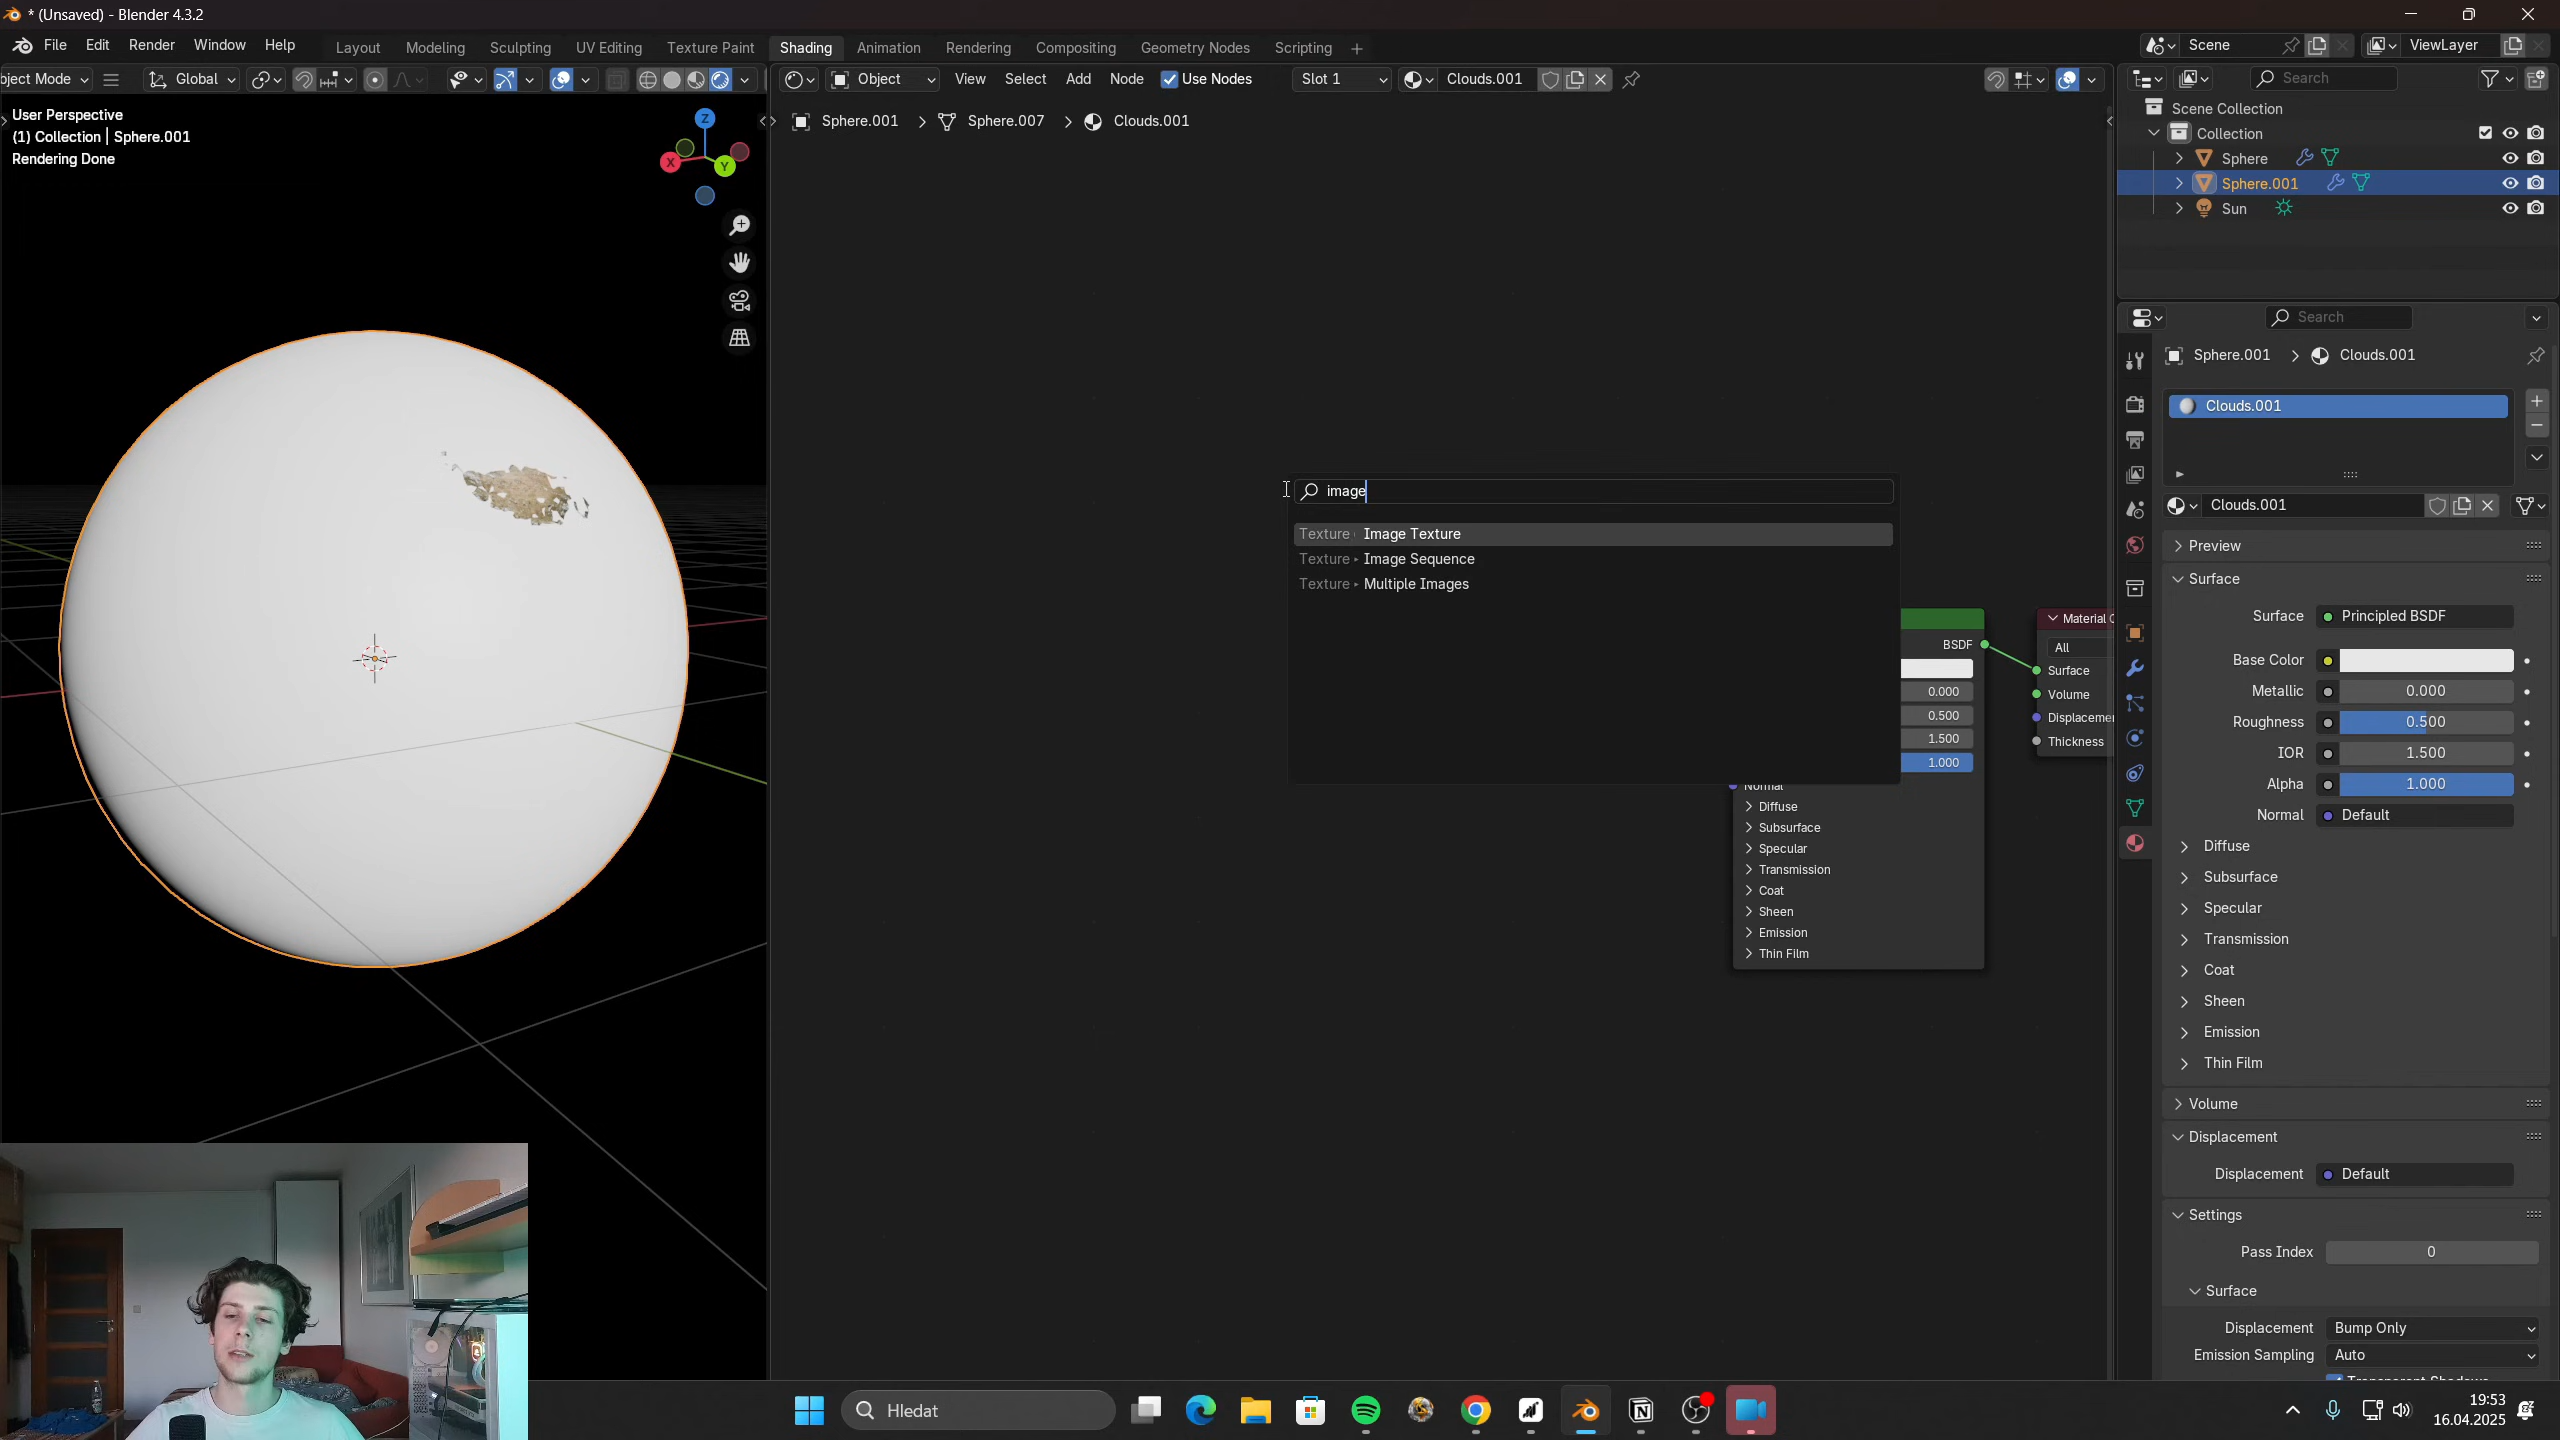 * (Unsaved) - Blender 4.3.2
File Edit Render Window Help
Layout Modeling Sculpting UV Editing Texture Paint Shading Animation Rendering Compositing Geometry Nodes Scripting +
Scene ViewLayer
bject Mode Global
Object View Select Add Node Use Nodes Slot 1 Clouds.001
Search
User Perspective
(1) Collection | Sphere.001
Rendering Done
Z X Y
Sphere.001 > Sphere.007 > Clouds.001
Scene Collection
Collection
Sphere
Sphere.001
Sun
Search
Sphere.001 > Clouds.001
Clouds.001
Clouds.001
image
Texture Image Texture
Texture ▸ Image Sequence
Texture ▸ Multiple Images
BSDF
0.000
0.500
1.500
1.000
Normal
Diffuse
Subsurface
Specular
Transmission
Coat
Sheen
Emission
Thin Film
Material
All
Surface
Volume
Displacemer
Thickness
Preview
Surface
Surface Principled BSDF
Base Color
Metallic 0.000
Roughness 0.500
IOR 1.500
Alpha 1.000
Normal Default
Diffuse
Subsurface
Specular
Transmission
Coat
Sheen
Emission
Thin Film
Volume
Displacement
Displacement Default
Settings
Pass Index 0
Surface
Displacement Bump Only
Emission Sampling Auto
Transparent Shadows
Hledat
19:53
16.04.2025